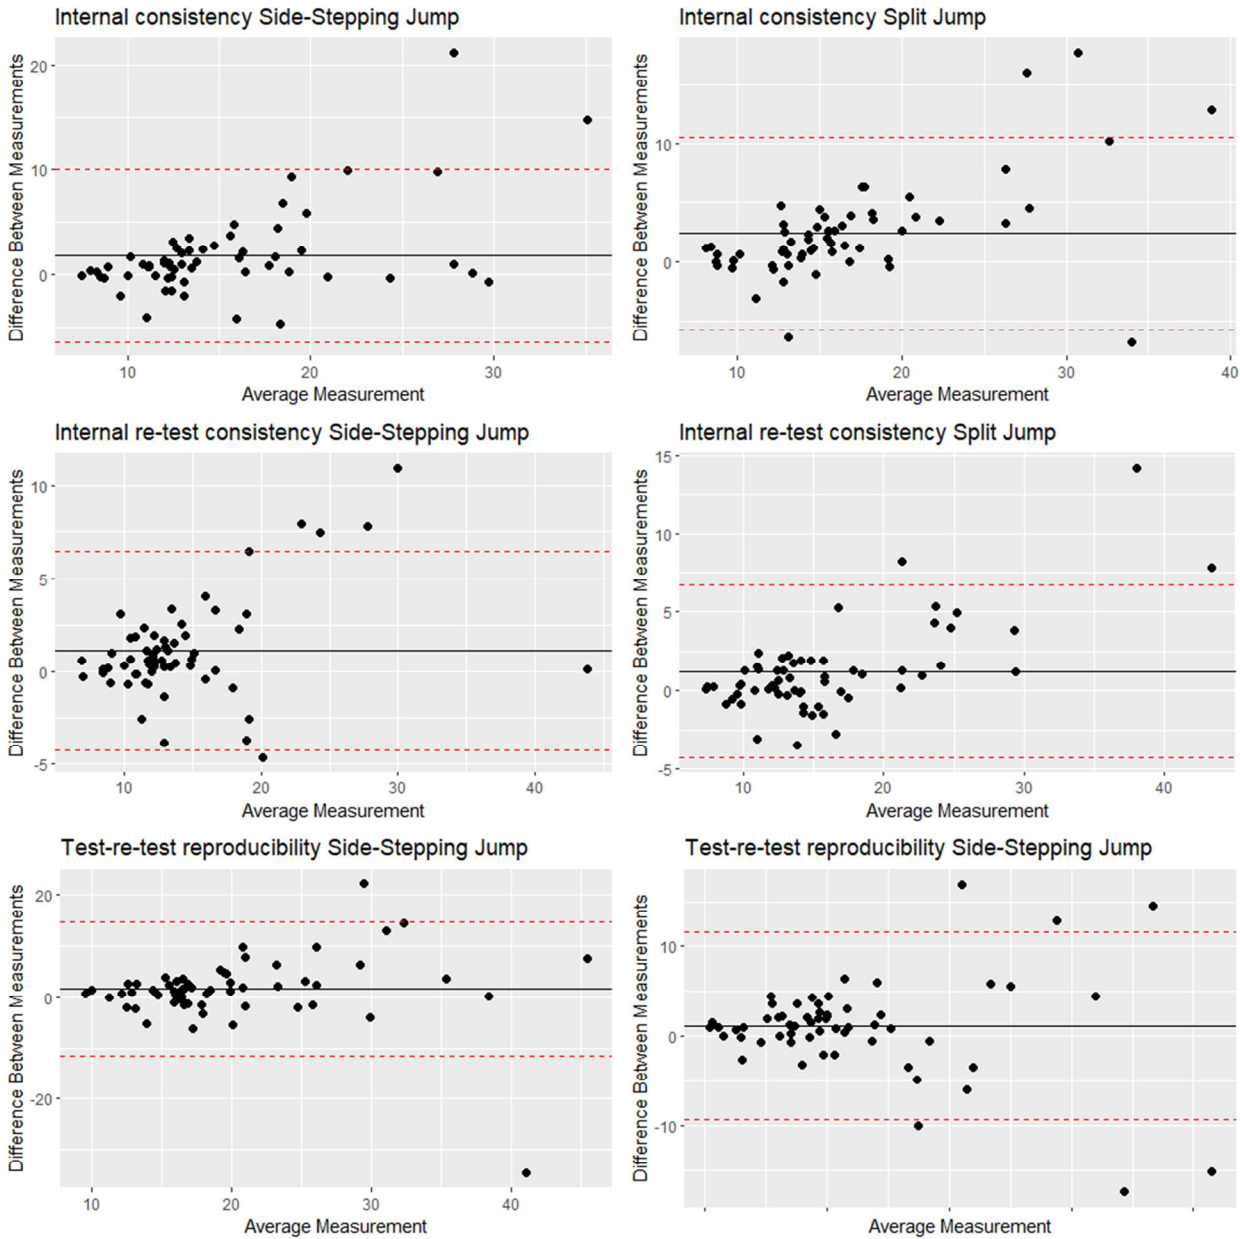 Internal consistency Side-Stepping Jump
Difference Between Measurements
20
10
0
10
20
30
Average Measurement
Internal consistency Split Jump
Difference Between Measurements
10
0
10
20
30
40
Average Measurement
Internal re-test consistency Side-Stepping Jump
Difference Between Measurements
10
5
0
-5
10
20
30
40
Average Measurement
Internal re-test consistency Split Jump
Difference Between Measurements
15
10
5
0
-5
10
20
30
40
Average Measurement
Test-re-test reproducibility Side-Stepping Jump
Difference Between Measurements
20
0
-20
10
20
30
40
Average Measurement
Test-re-test reproducibility Side-Stepping Jump
Difference Between Measurements
10
0
-10
Average Measurement